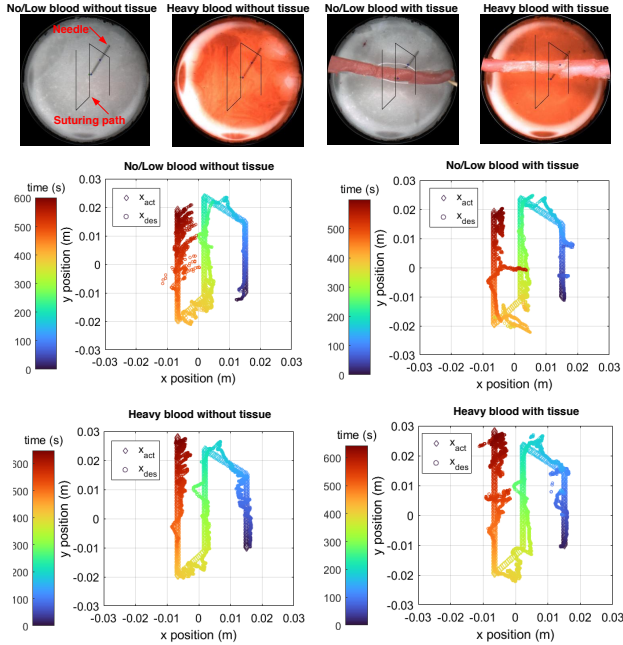 No/Low blood without tissue
Heavy blood without tissue
No/Low blood with tissue
Heavy blood with tissue
Needle
Suturing path
No/Low blood without tissue
time (s)
600
500
400
300
200
100
0
0.03
0.02
0.01
0
-0.01
-0.02
-0.03
y position (m)
x_act
x_des
-0.03 -0.02 -0.01 0 0.01 0.02 0.03
x position (m)
No/Low blood with tissue
time (s)
500
400
300
200
100
0
0.03
0.02
0.01
0
-0.01
-0.02
-0.03
y position (m)
x_act
x_des
-0.03 -0.02 -0.01 0 0.01 0.02 0.03
x position (m)
Heavy blood without tissue
time (s)
600
500
400
300
200
100
0
0.03
0.02
0.01
0
-0.01
-0.02
-0.03
y position (m)
x_act
x_des
-0.03 -0.02 -0.01 0 0.01 0.02 0.03
x position (m)
Heavy blood with tissue
time (s)
600
500
400
300
200
100
0
0.03
0.02
0.01
0
-0.01
-0.02
-0.03
y position (m)
x_act
x_des
-0.03 -0.02 -0.01 0 0.01 0.02 0.03
x position (m)